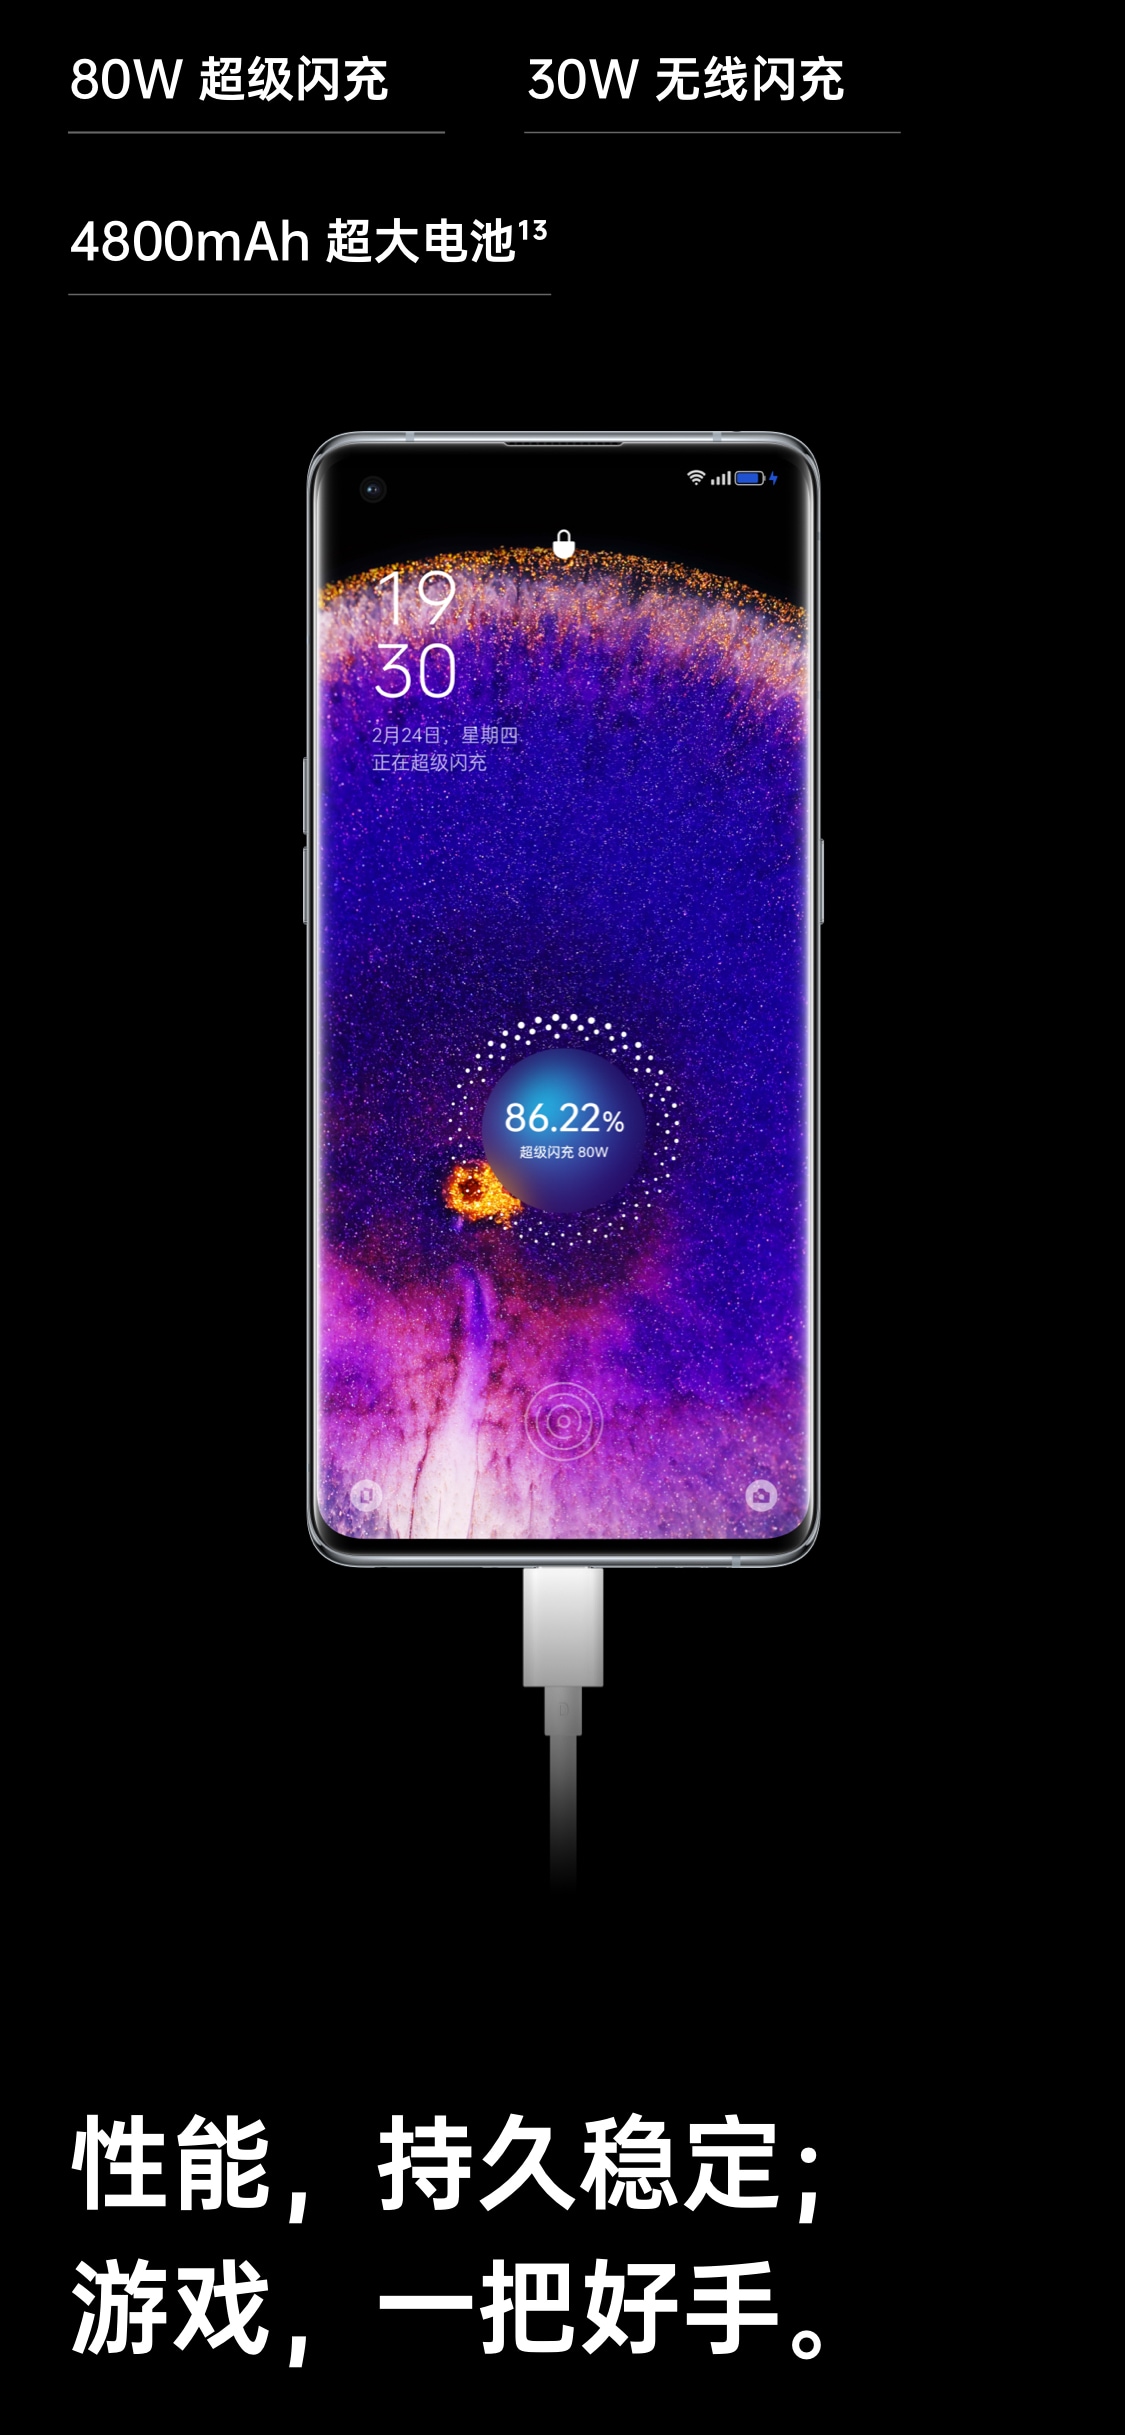 80W 超级闪充
30W 无线闪充
4800mAh 超大电池¹³
19
30
2月24日，星期四
正在超级闪充
86.22%
超级闪充 80W
性能，持久稳定；
游戏，一把好手。